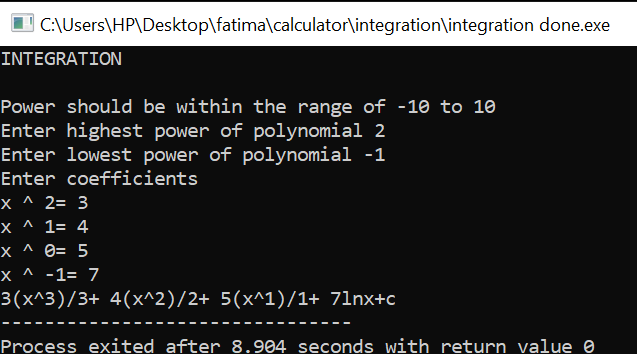 C:\Users\HP\Desktop\fatima\calculator\integration\integration done.exe
INTEGRATION
Power should be within the range of -10 to 10
Enter highest power of polynomial 2
Enter lowest power of polynomial -1
Enter coefficients
x ^ 2= 3
x ^ 1= 4
x ^ 0= 5
x ^ -1= 7
3(x^3)/3+ 4(x^2)/2+ 5(x^1)/1+ 7lnx+c
--------------------------------
Process exited after 8.904 seconds with return value 0